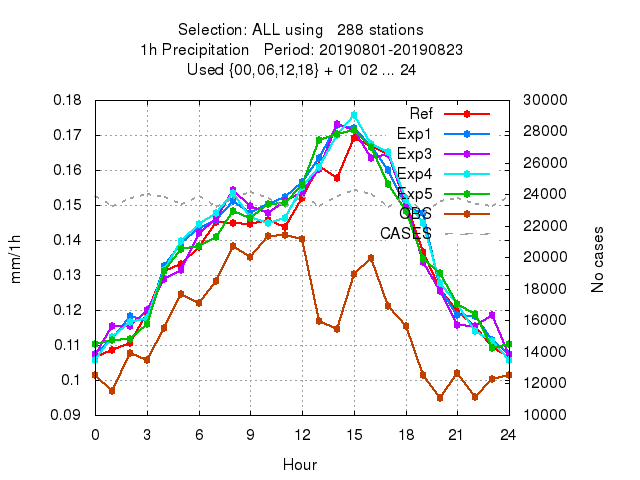 Selection: ALL using   288 stations
1h Precipitation   Period: 20190801-20190823
Used {00,06,12,18} + 01 02 ... 24
0.18
0.17
0.16
0.15
0.14
0.13
0.12
0.11
0.1
0.09
mm/1h
Ref
Exp1
Exp3
Exp4
Exp5
OBS
CASES
30000
28000
26000
24000
22000
20000
18000
16000
14000
12000
10000
No cases
0 3 6 9 12 15 18 21 24
Hour